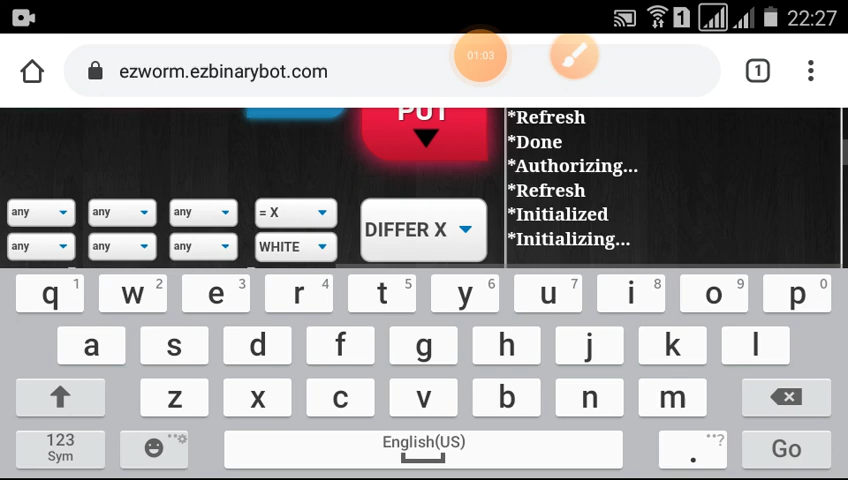 1 22:27
ezworm.ezbinarybot.com 01:03 1
PUT
*Refresh
*Done
*Authorizing...
*Refresh
*Initialized
*Initializing...
any any any = X DIFFER X
any any any WHITE
q 1 w 2 e 3 r 4 t 5 y 6 u 7 i 8 o 9 p 0
a s d f g h j k l
z x c v b n m
123 Sym English(US) . ,,? Go